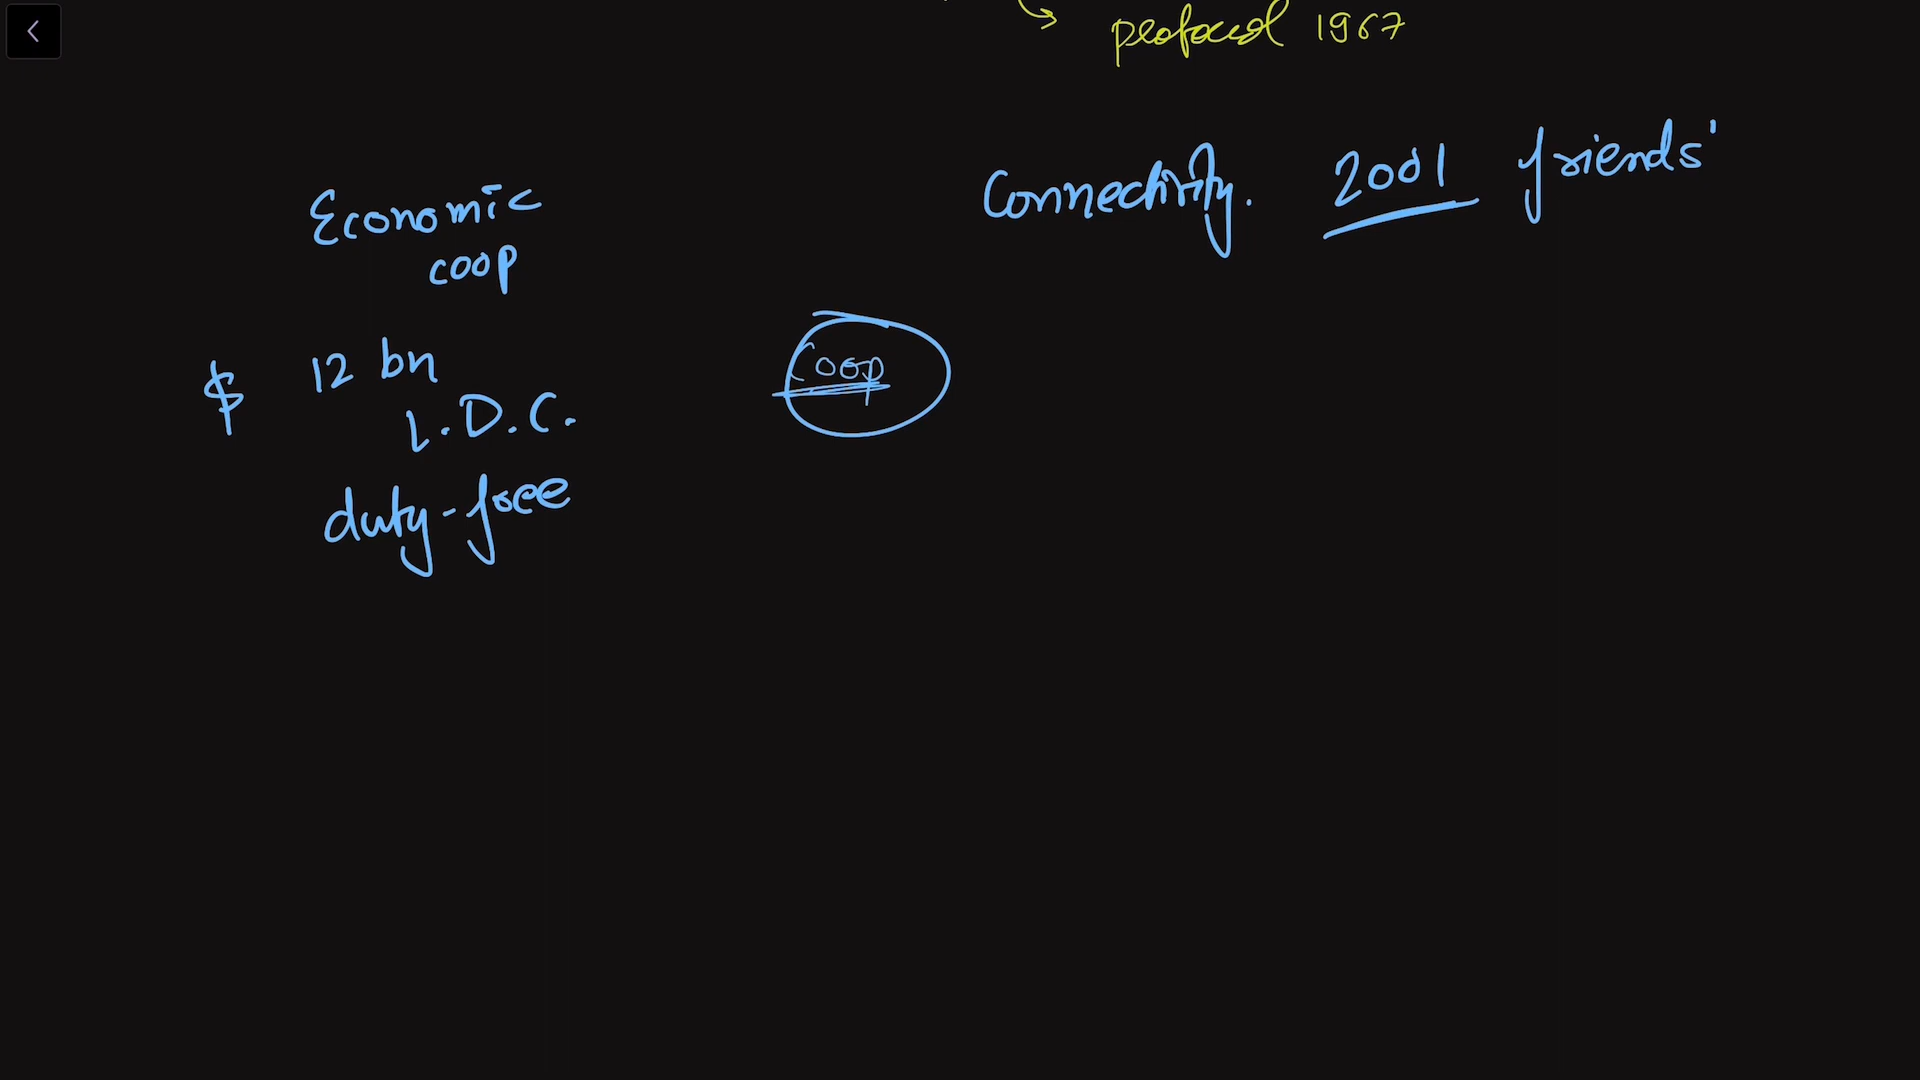 protocol 1967
Connectivity. 2001 friends'
Economic
coop
$ 12 bn
L.D.C.
duty-free
Coop